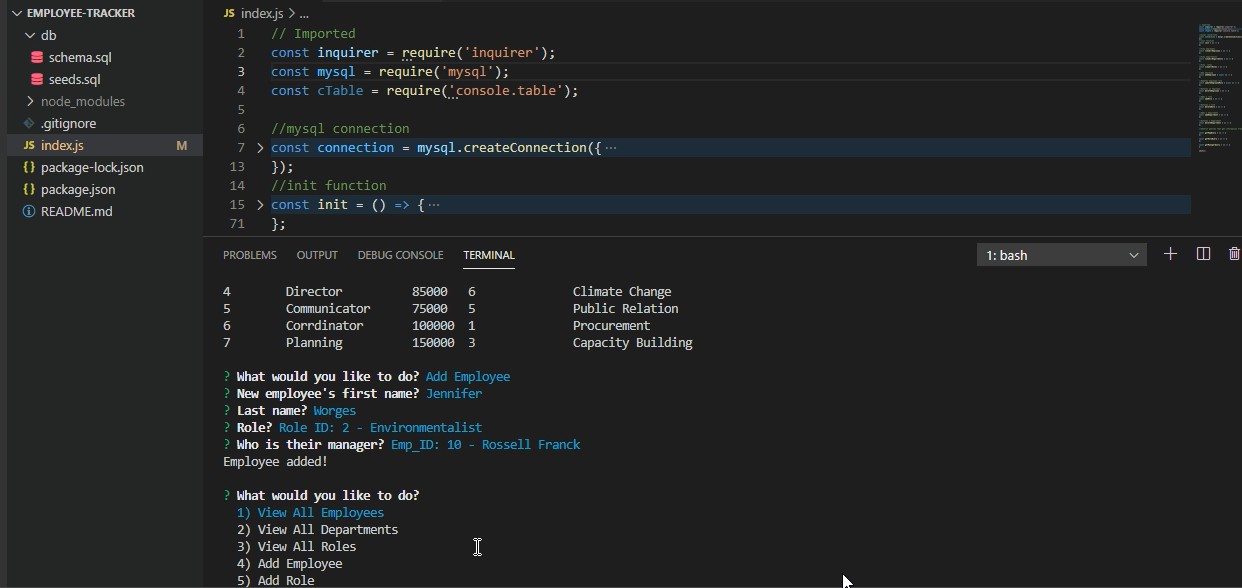 EMPLOYEE-TRACKER
db
schema.sql
seeds.sql
node_modules
.gitignore
JS index.js M
{} package-lock.json
{} package.json
README.md
JS index.js > ...
1 // Imported
2 const inquirer = require('inquirer');
3 const mysql = require('mysql');
4 const cTable = require('console.table');
5
6 //mysql connection
7 > const connection = mysql.createConnection({ ...
13 });
14 //init function
15 > const init = () => { ...
71 };
PROBLEMS OUTPUT DEBUG CONSOLE TERMINAL 1: bash
4 Director 85000 6 Climate Change
5 Communicator 75000 5 Public Relation
6 Corrdinator 100000 1 Procurement
7 Planning 150000 3 Capacity Building
? What would you like to do? Add Employee
? New employee's first name? Jennifer
? Last name? Worges
? Role? Role ID: 2 - Environmentalist
? Who is their manager? Emp_ID: 10 - Rossell Franck
Employee added!
? What would you like to do?
1) View All Employees
2) View All Departments
3) View All Roles
4) Add Employee
5) Add Role